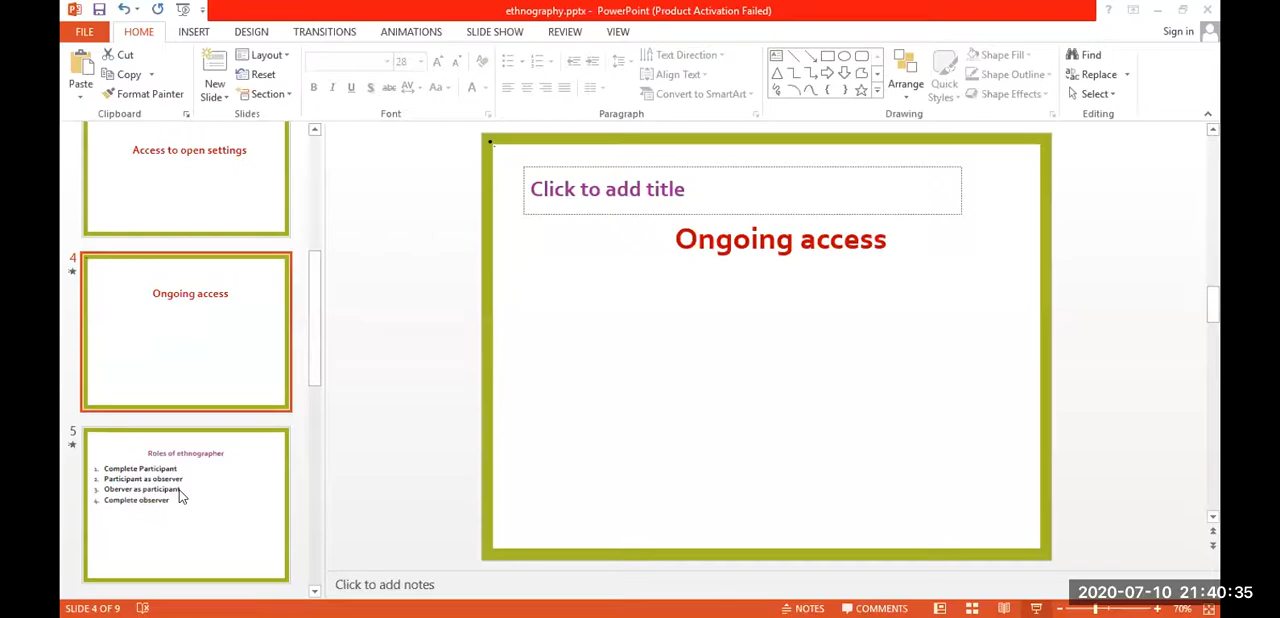 ethnography.pptx - PowerPoint (Product Activation Failed)
FILE HOME INSERT DESIGN TRANSITIONS ANIMATIONS SLIDE SHOW REVIEW VIEW Sign in
Paste
Cut
Copy
Format Painter
Clipboard
New Slide
Layout
Reset
Section
Slides
28
B I U S abc AV Aa A
Font
Text Direction
Align Text
Convert to SmartArt
Paragraph
Arrange
Quick Styles
Shape Fill
Shape Outline
Shape Effects
Drawing
Find
Replace
Select
Editing
Access to open settings
4
Ongoing access
5
Roles of ethnographer
1. Complete Participant
2. Participant as observer
3. Oberver as participant
4. Complete observer
Click to add title
Ongoing access
Click to add notes
2020-07-10 21:40:35
SLIDE 4 OF 9 NOTES COMMENTS 70%